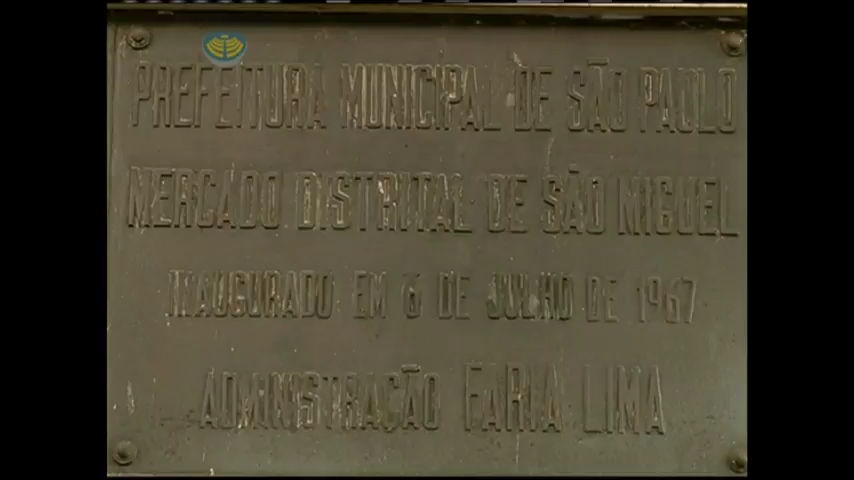 PREFEITURA MUNICIPAL DE SÃO PAULO
MERCADO DISTRITAL DE SÃO MIGUEL
INAUGURADO EM 6 DE JULHO DE 1967
ADMINISTRAÇÃO FARIA LIMA